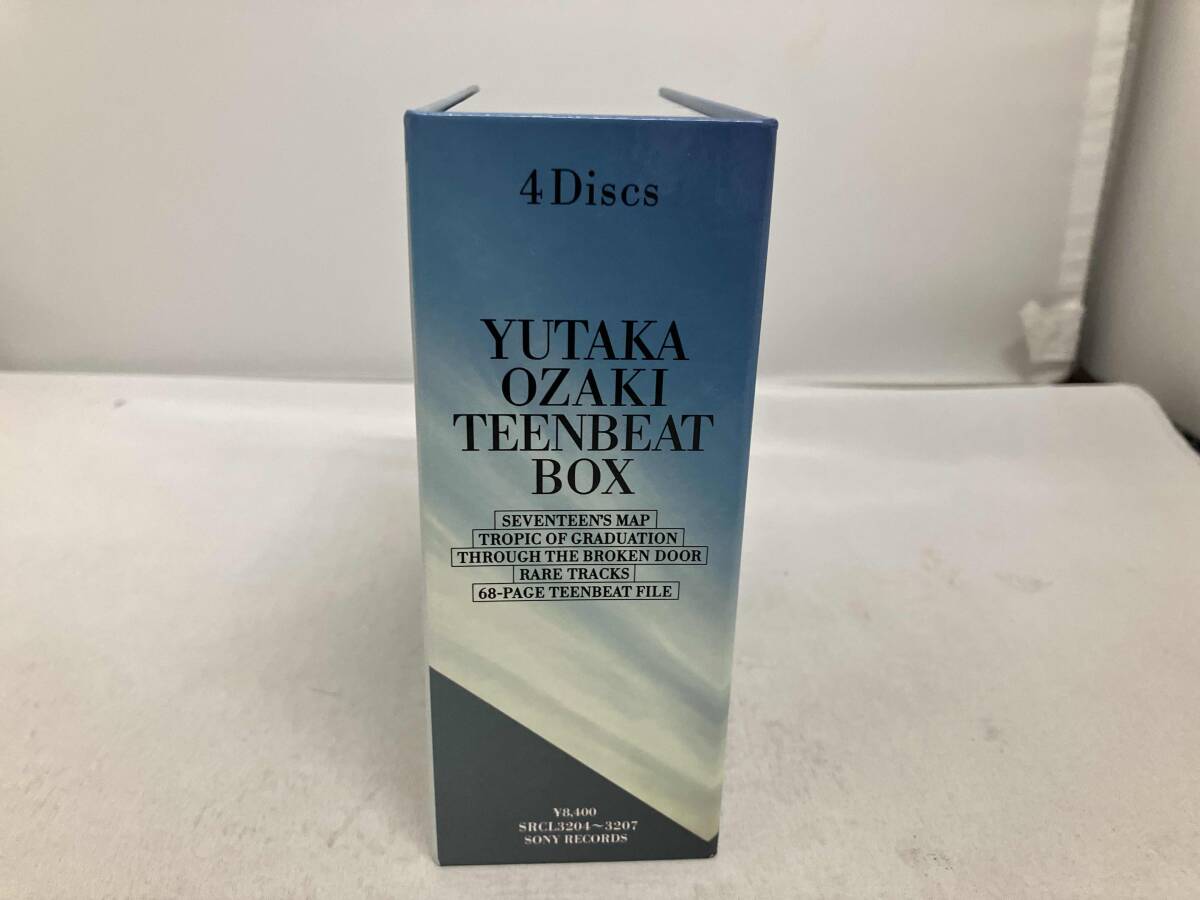 4 Discs
YUTAKA
OZAKI
TEENBEAT
BOX
SEVENTEEN'S MAP
TROPIC OF GRADUATION
THROUGH THE BROKEN DOOR
RARE TRACKS
68-PAGE TEENBEAT FILE
¥8,400
SRCL3204～3207
SONY RECORDS